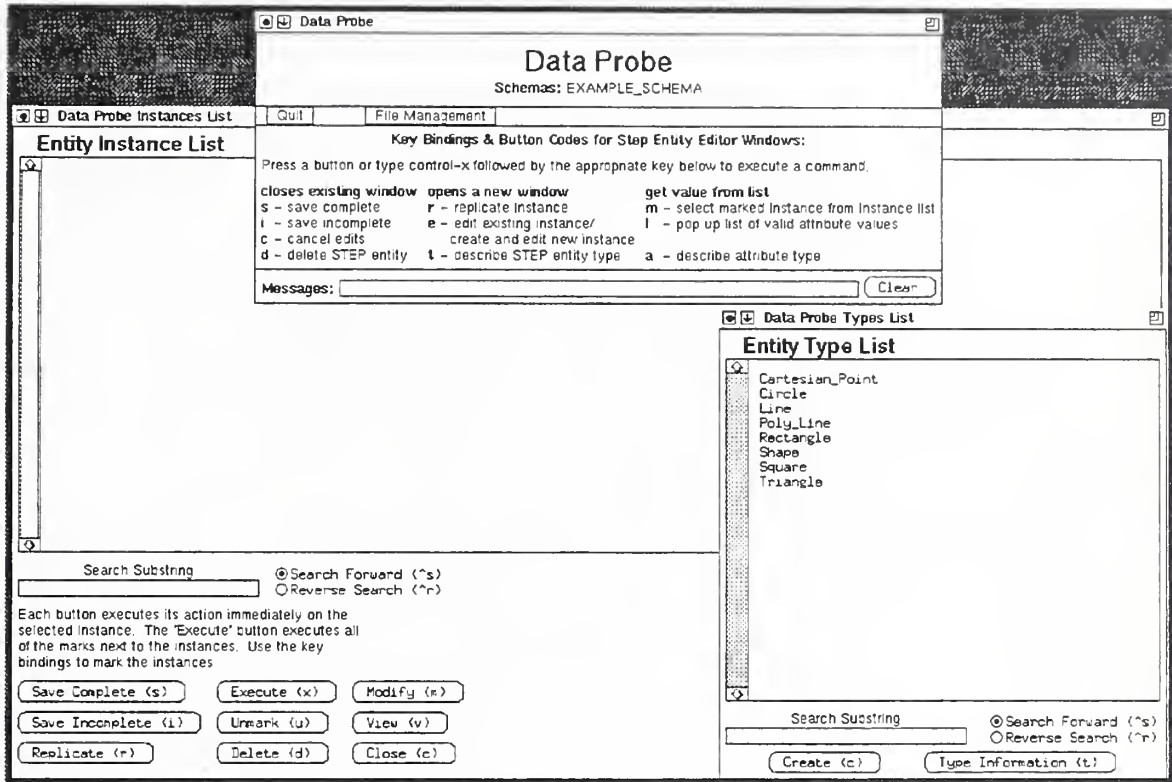 Data Probe
Data Probe
Schemas: EXAMPLE_SCHEMA
Quit
File Management
Key Bindings & Button Codes for Step Entity Editor Windows:
Press a button or type control-x followed by the appropriate key below to execute a command.
closes existing window opens a new window get value from list
s - save complete r - replicate instance m - select marked instance from instance list
i - save incomplete e - edit existing instance/ l - pop up list of valid attribute values
c - cancel edits create and edit new instance
d - delete STEP entity t - describe STEP entity type a - describe attribute type
Messages:
Clear
Data Probe Instances List
Entity Instance List
Search Substring
Search Forward (^s)
Reverse Search (^r)
Each button executes its action immediately on the
selected instance. The "Execute" button executes all
of the marks next to the instances. Use the key
bindings to mark the instances
Save Complete (s) Execute (x) Modify (m)
Save Incomplete (i) Unmark (u) View (v)
Replicate (r) Delete (d) Close (c)
Data Probe Types List
Entity Type List
Cartesian_Point
Circle
Line
Poly_Line
Rectangle
Shape
Square
Triangle
Search Substring
Search Forward (^s)
Reverse Search (^r)
Create (c) Type Information (t)